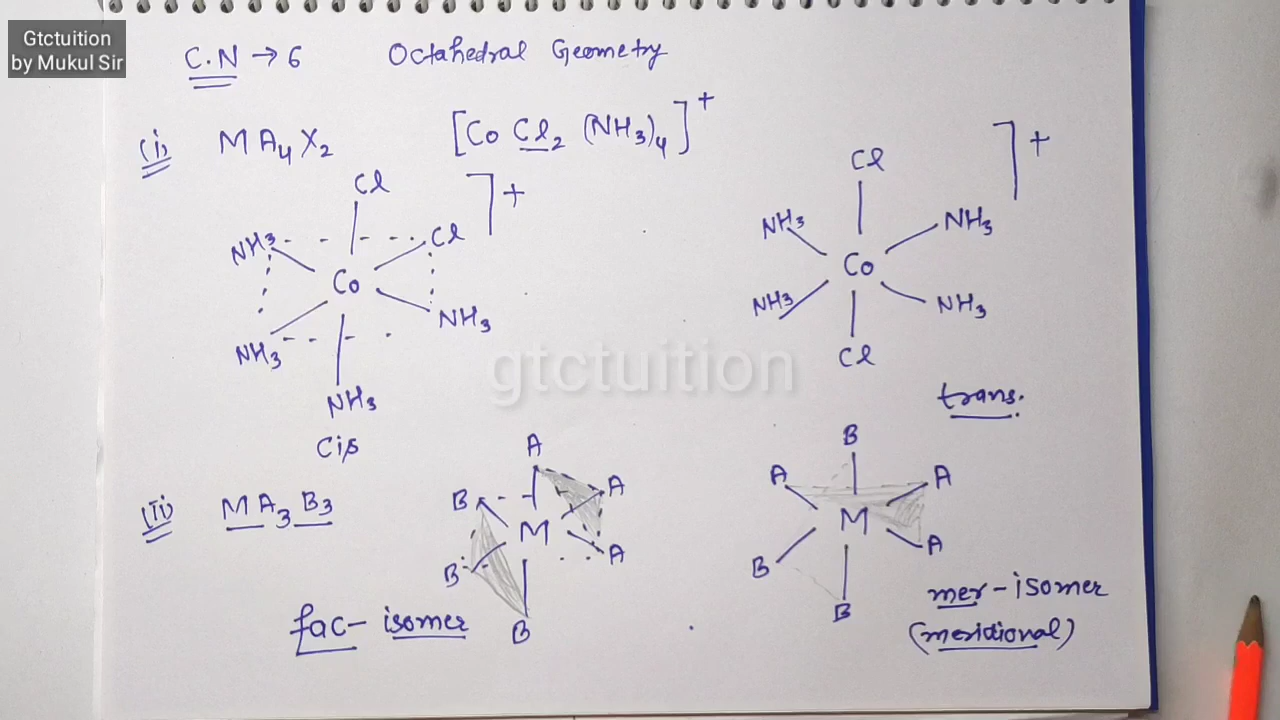 Gtctuition
by Mukul Sir
C.N → 6 Octahedral Geometry
(i) MA₄X₂ [Co Cl₂ (NH₃)₄]⁺
Cl
NH₃ Cl ]⁺
Co
NH₃ NH₃
NH₃
Cis
Cl ]⁺
NH₃ NH₃
Co
NH₃ NH₃
Cl
trans.
gtctuition
(ii) MA₃B₃
A
B A
M
B A
B
fac- isomer
B
A A
M
B A
B
mer-isomer
(meridional)